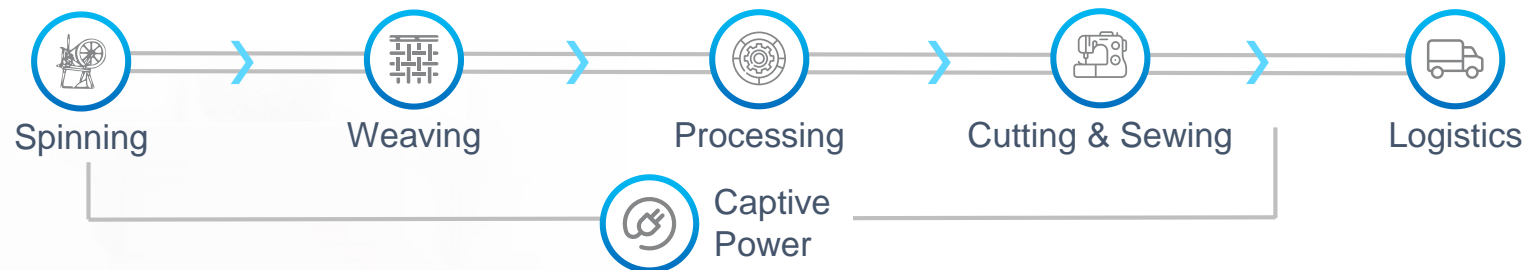 Spinning
Weaving
Processing
Cutting & Sewing
Logistics
Captive
Power